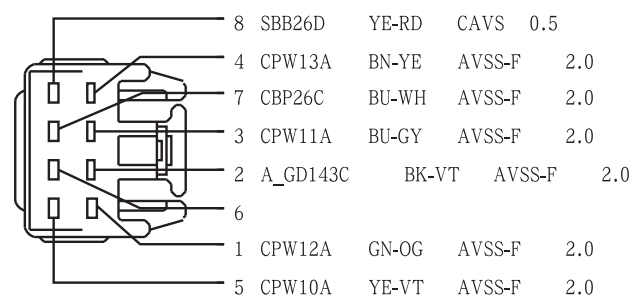 8 SBB26D YE-RD CAVS 0.5
4 CPW13A BN-YE AVSS-F 2.0
7 CBP26C BU-WH AVSS-F 2.0
3 CPW11A BU-GY AVSS-F 2.0
2 A_GD143C BK-VT AVSS-F 2.0
6
1 CPW12A GN-OG AVSS-F 2.0
5 CPW10A YE-VT AVSS-F 2.0